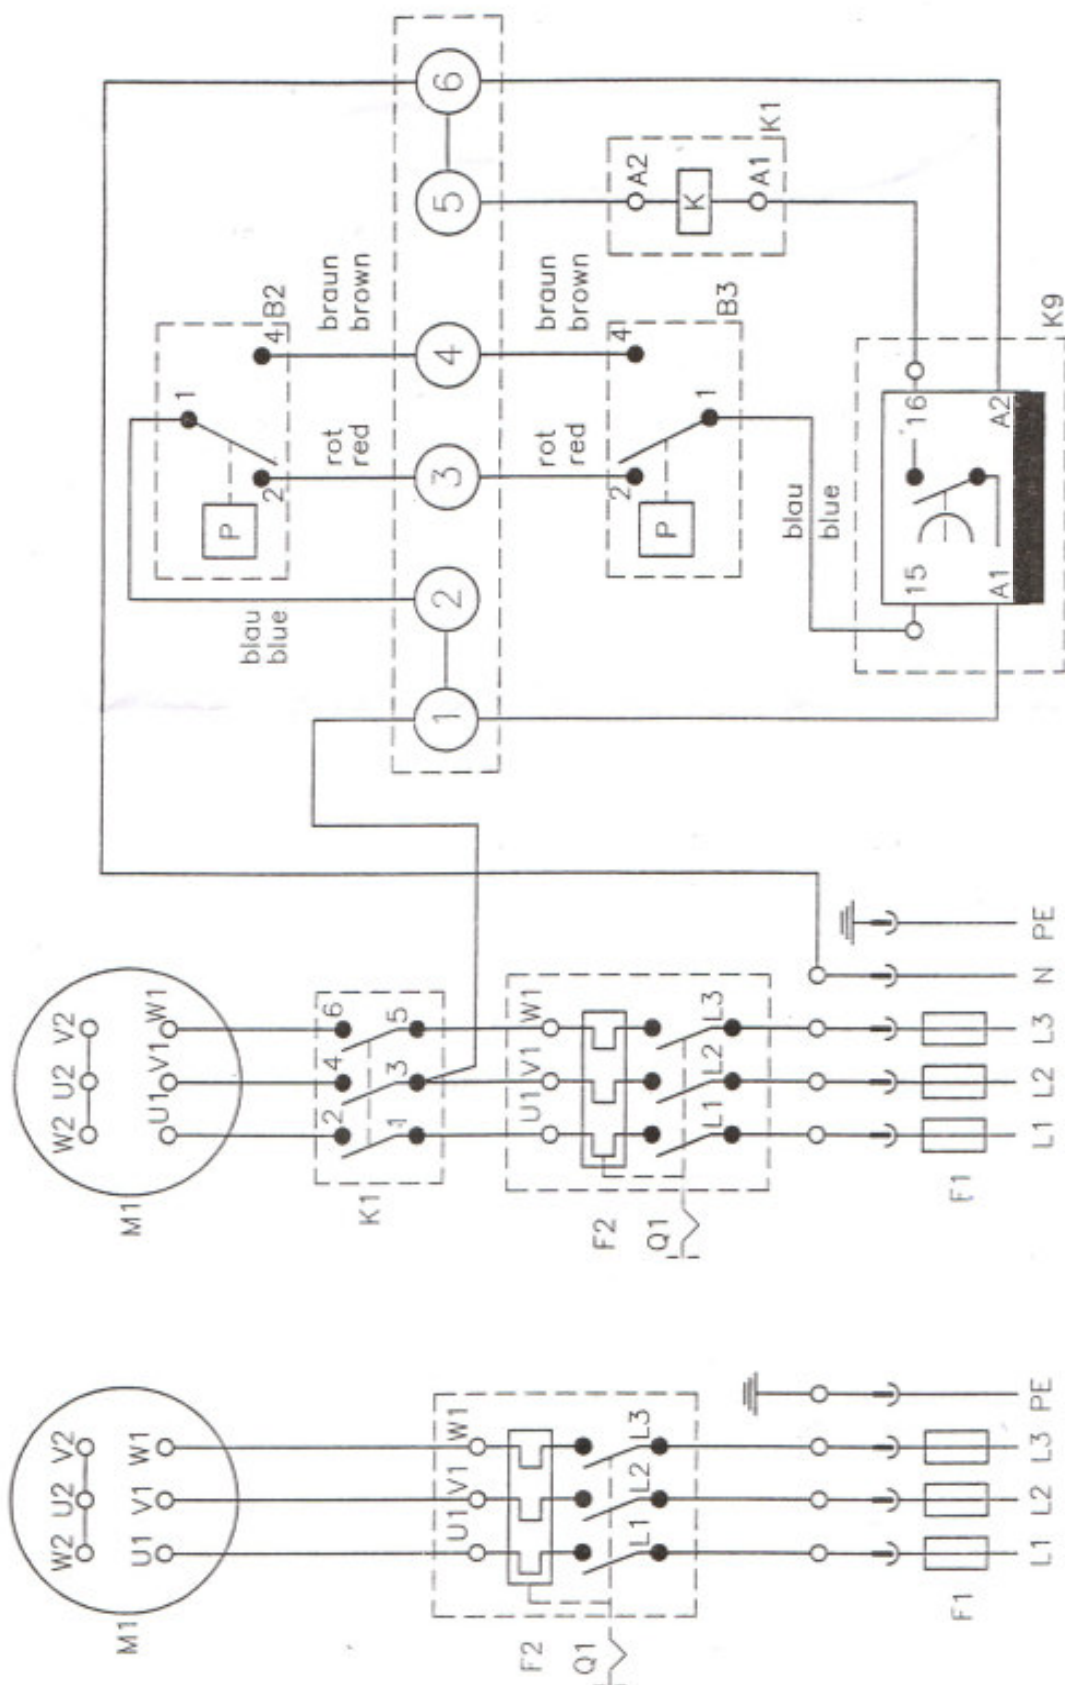 W2 U2 V2
U1 V1 W1
M1
U1 V1 W1
F2
L1 L2 L3
Q1
F1
L1 L2 L3 PE
W2 U2 V2
U1 V1 W1
M1
2 4 6
K1
1 3 5
U1 V1 W1
F2
L1 L2 L3
Q1
F1
L1 L2 L3 N PE
1
P
2 4 B2
blau
blue
rot
red
braun
brown
1 2 3 4 5 6
rot
red
braun
brown
2 4
P
1
B3
A2
K
A1
K1
blau
blue
15 16
A1 A2
K9